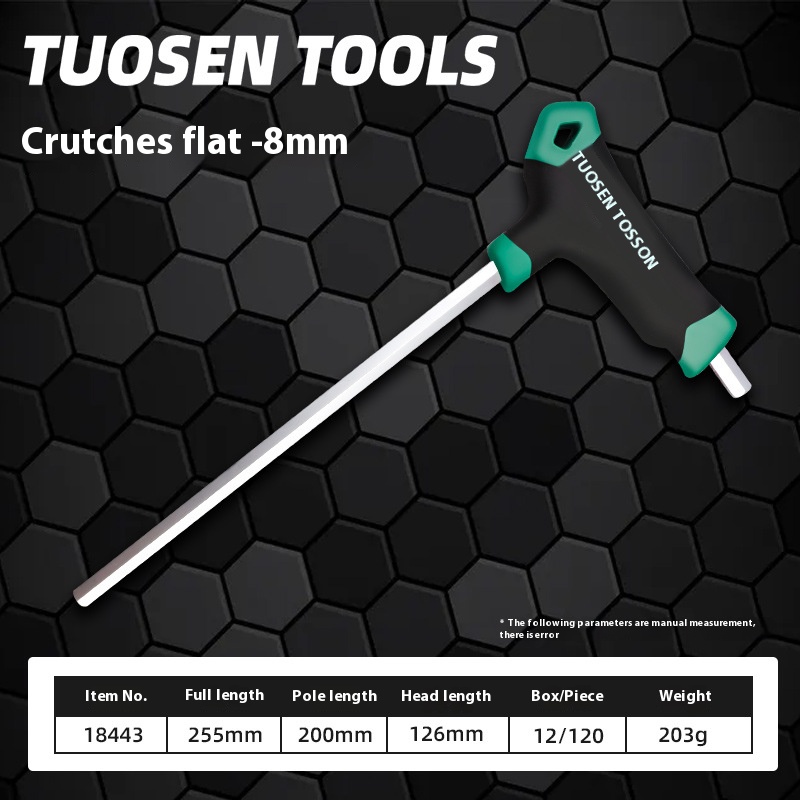 TUOSEN TOOLS
Crutches flat -8mm
TUOSEN TOSSON
* The following parameters are manual measurement,
there is error
Item No. Full length Pole length Head length Box/Piece Weight
18443 255mm 200mm 126mm 12/120 203g